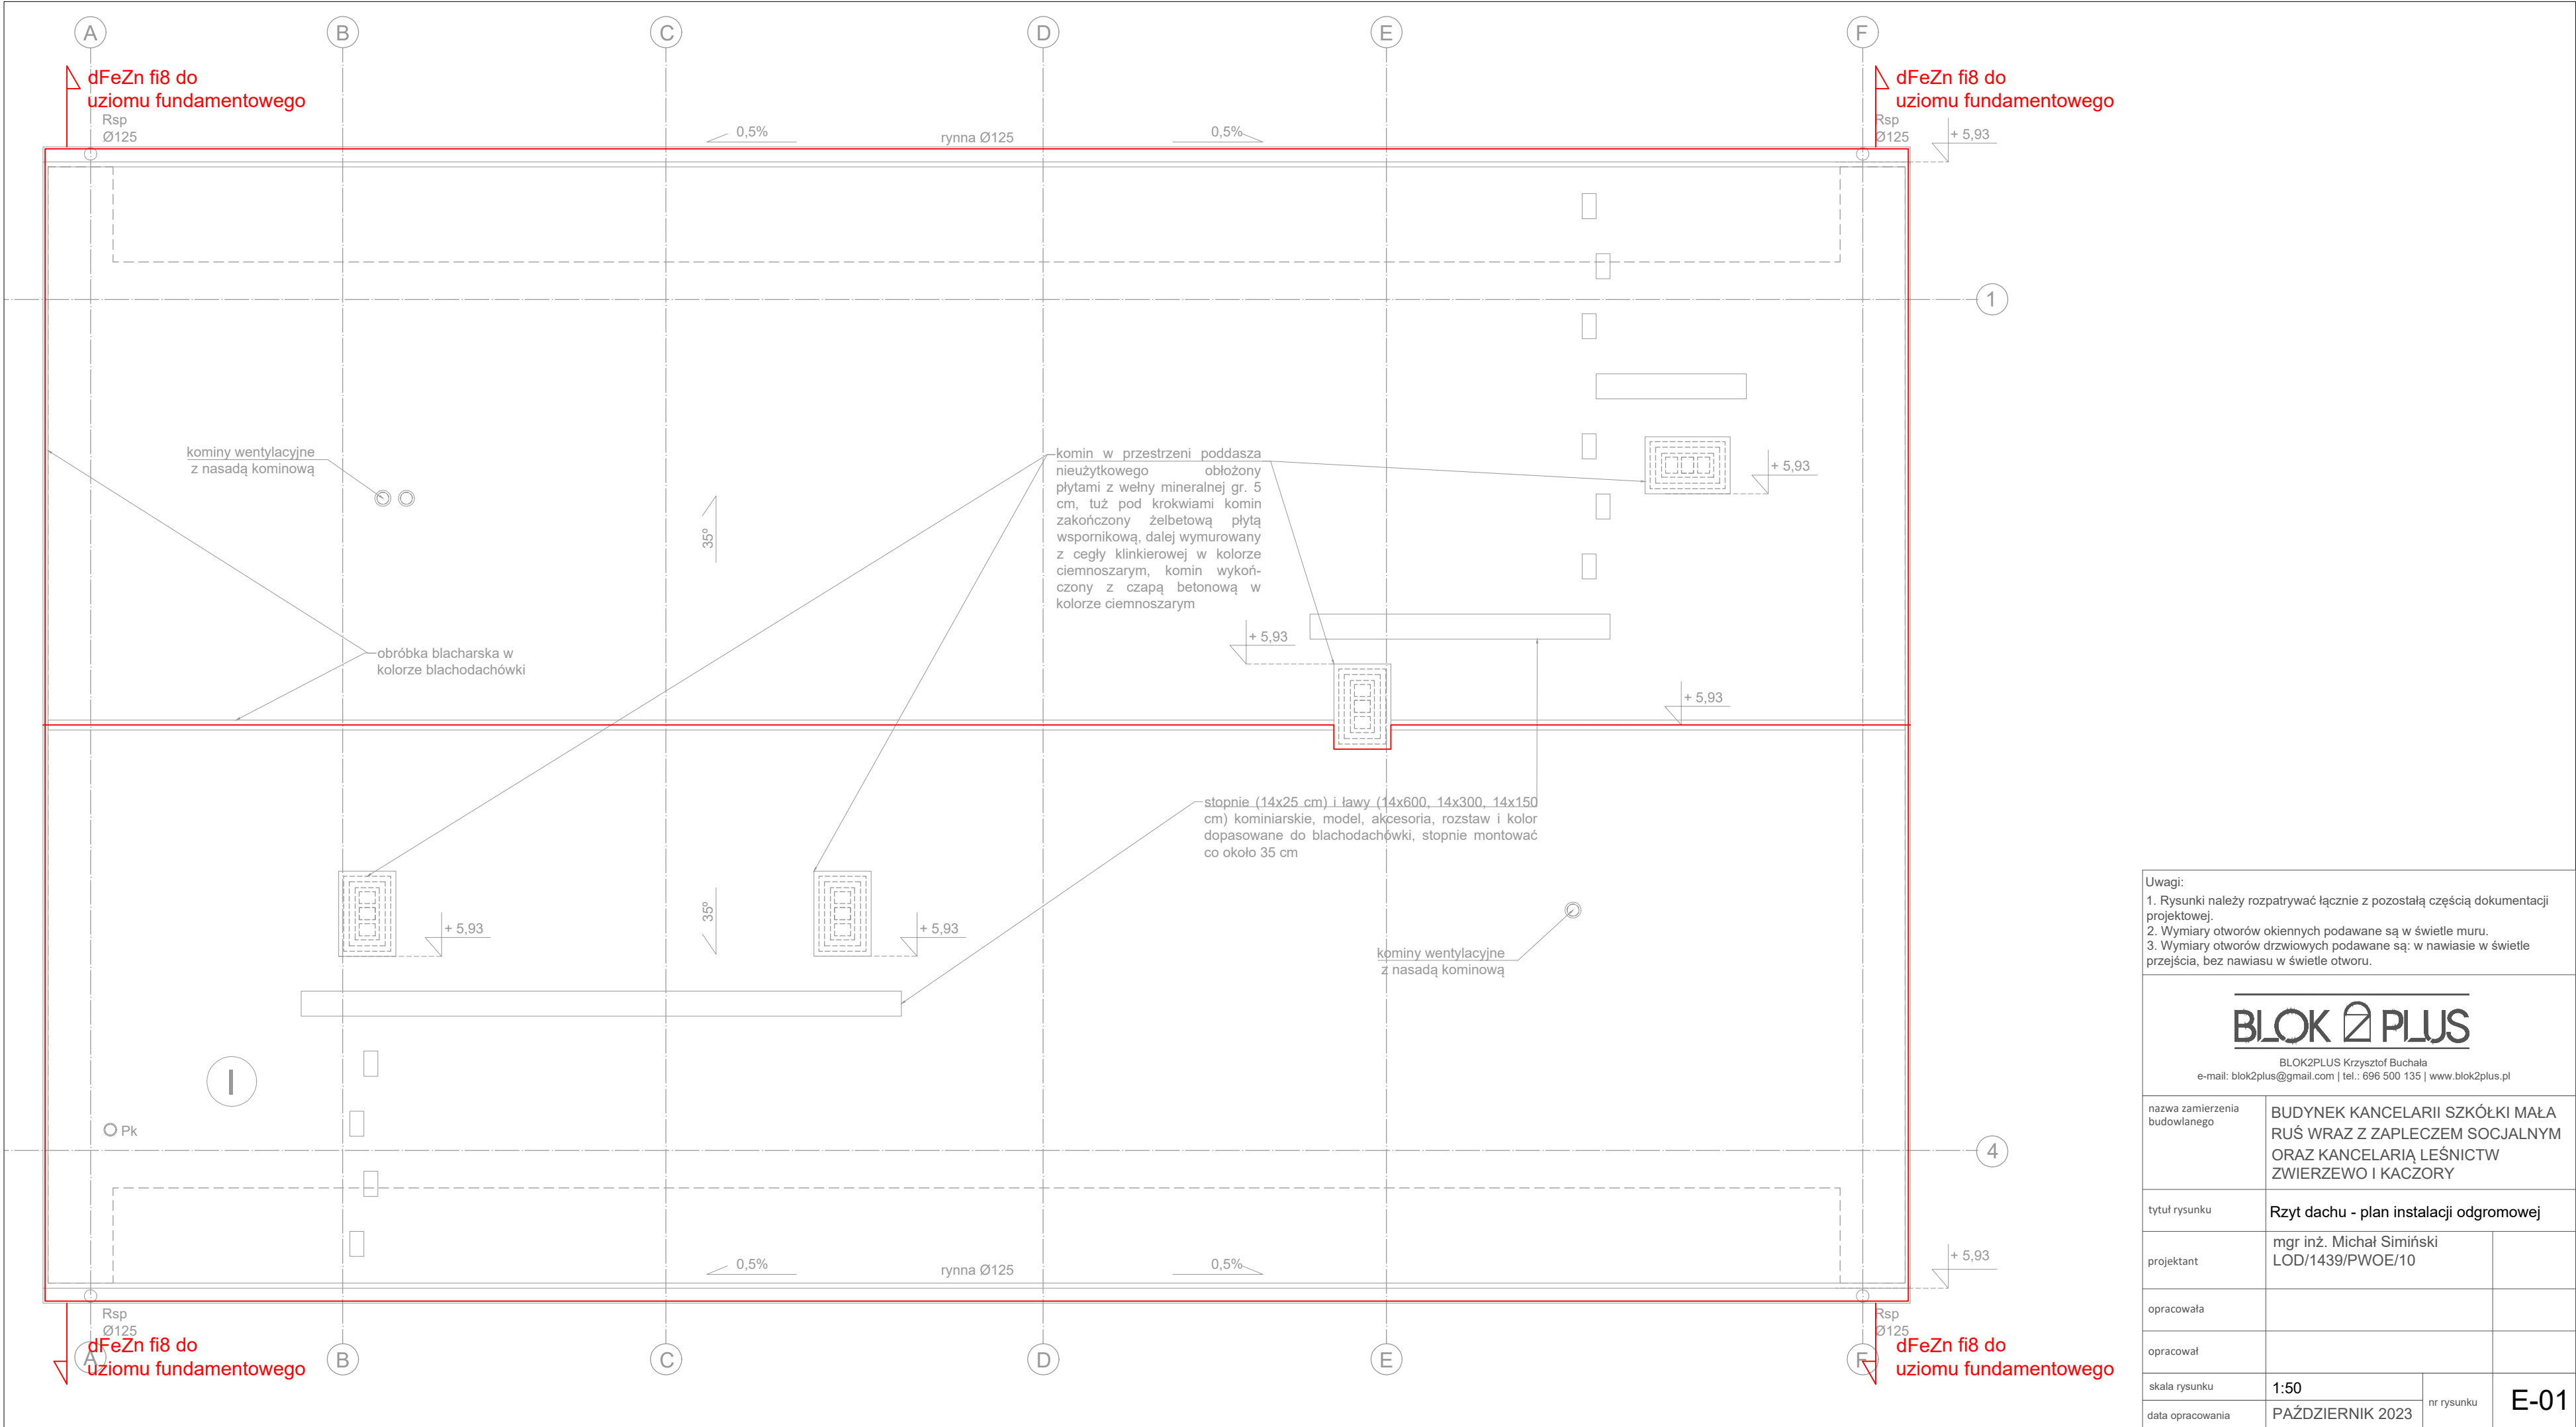 A
B
C
D
E
F
dFeZn fi8 do
uziomu fundamentowego
Rsp
Ø125
0,5%
rynna Ø125
0,5%
dFeZn fi8 do
uziomu fundamentowego
Rsp
Ø125
+ 5,93
1
kominy wentylacyjne
z nasadą kominową
35º
komin w przestrzeni poddasza
nieużytkowego obłożony
płytami z wełny mineralnej gr. 5
cm, tuż pod krokwiami komin
zakończony żelbetową płytą
wspornikową, dalej wymurowany
z cegły klinkierowej w kolorze
ciemnoszarym, komin wykoń-
czony z czapą betonową w
kolorze ciemnoszarym
+ 5,93
+ 5,93
obróbka blacharska w
kolorze blachodachówki
+ 5,93
stopnie (14x25 cm) i ławy (14x600, 14x300, 14x150
cm) kominiarskie, model, akcesoria, rozstaw i kolor
dopasowane do blachodachówki, stopnie montować
co około 35 cm
+ 5,93
35º
+ 5,93
kominy wentylacyjne
z nasadą kominową
I
Pk
4
0,5%
rynna Ø125
0,5%
+ 5,93
Rsp
Ø125
dFeZn fi8 do
uziomu fundamentowego
Rsp
Ø125
dFeZn fi8 do
uziomu fundamentowego
A
B
C
D
E
F
Uwagi:
1. Rysunki należy rozpatrywać łącznie z pozostałą częścią dokumentacji
projektowej.
2. Wymiary otworów okiennych podawane są w świetle muru.
3. Wymiary otworów drzwiowych podawane są: w nawiasie w świetle
przejścia, bez nawiasu w świetle otworu.
BLOK 2 PLUS
BLOK2PLUS Krzysztof Buchała
e-mail: blok2plus@gmail.com | tel.: 696 500 135 | www.blok2plus.pl
nazwa zamierzenia
budowlanego
BUDYNEK KANCELARII SZKÓŁKI MAŁA
RUŚ WRAZ Z ZAPLECZEM SOCJALNYM
ORAZ KANCELARIĄ LEŚNICTW
ZWIERZEWO I KACZORY
tytuł rysunku
Rzyt dachu - plan instalacji odgromowej
projektant
mgr inż. Michał Simiński
LOD/1439/PWOE/10
opracowała
opracował
skala rysunku
1:50
data opracowania
PAŹDZIERNIK 2023
nr rysunku
E-01